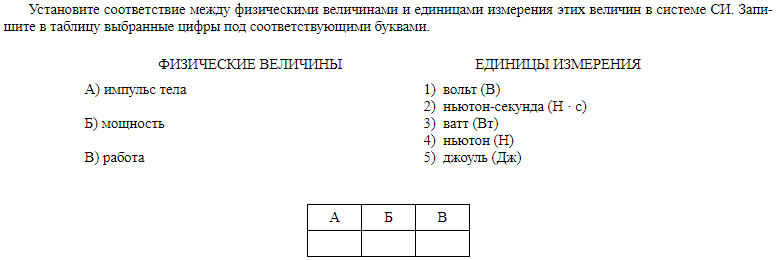 Установите соответствие между физическими величинами и единицами измерения этих величин в системе СИ. Запи-
шите в таблицу выбранные цифры под соответствующими буквами.
ФИЗИЧЕСКИЕ ВЕЛИЧИНЫ ЕДИНИЦЫ ИЗМЕРЕНИЯ
А) импульс тела 1) вольт (В)
2) ньютон-секунда (Н · с)
Б) мощность 3) ватт (Вт)
4) ньютон (Н)
В) работа 5) джоуль (Дж)
А Б В